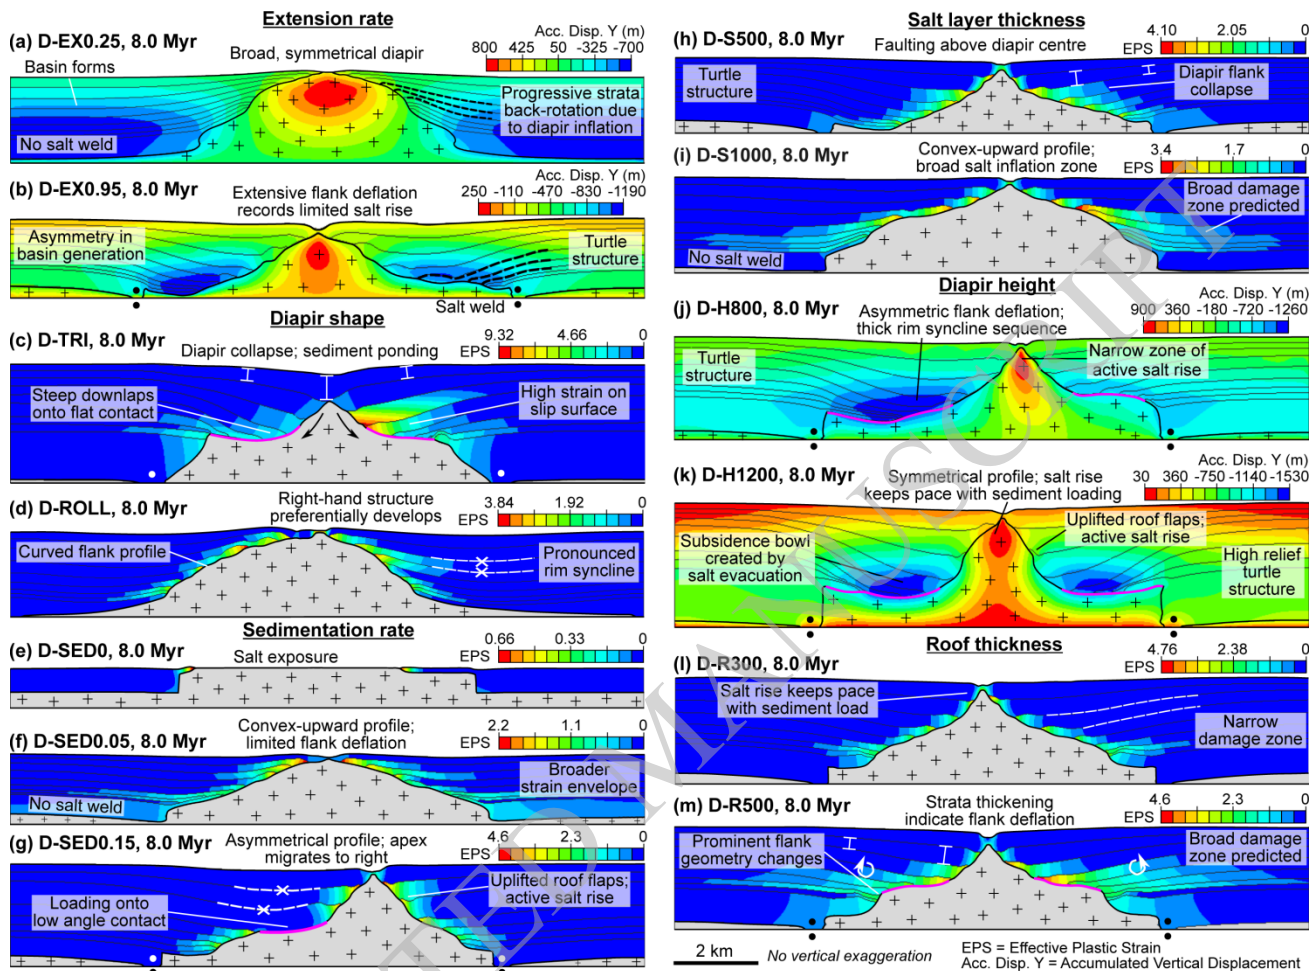 Extension rate
(a) D-EX0.25, 8.0 Myr
Acc. Disp. Y (m)
800 425 50 -325 -700
Broad, symmetrical diapir
Basin forms
No salt weld
Progressive strata
back-rotation due
to diapir inflation
(b) D-EX0.95, 8.0 Myr
Acc. Disp. Y (m)
250 -110 -470 -830 -1190
Extensive flank deflation
records limited salt rise
Asymmetry in
basin generation
Turtle
structure
Salt weld
Diapir shape
(c) D-TRI, 8.0 Myr
9.32 4.66 0
EPS
Diapir collapse; sediment ponding
Steep downlaps
onto flat contact
High strain on
slip surface
(d) D-ROLL, 8.0 Myr
Right-hand structure
preferentially develops
3.84 1.92 0
EPS
Curved flank profile
Pronounced
rim syncline
Sedimentation rate
(e) D-SED0, 8.0 Myr
0.66 0.33 0
EPS
Salt exposure
(f) D-SED0.05, 8.0 Myr
Convex-upward profile;
limited flank deflation
2.2 1.1 0
EPS
No salt weld
Broader
strain envelope
(g) D-SED0.15, 8.0 Myr
Asymmetrical profile; apex
migrates to right
4.6 2.3 0
EPS
Loading onto
low angle contact
Uplifted roof flaps;
active salt rise
Salt layer thickness
(h) D-S500, 8.0 Myr
4.10 2.05 0
EPS
Faulting above diapir centre
Turtle
structure
Diapir flank
collapse
(i) D-S1000, 8.0 Myr
Convex-upward profile;
broad salt inflation zone
3.4 1.7 0
EPS
Broad damage
zone predicted
No salt weld
Diapir height
(j) D-H800, 8.0 Myr
Acc. Disp. Y (m)
900 360 -180 -720 -1260
Asymmetric flank deflation;
thick rim syncline sequence
Turtle
structure
Narrow zone of
active salt rise
(k) D-H1200, 8.0 Myr
Acc. Disp. Y (m)
30 360 -750 -1140 -1530
Symmetrical profile; salt rise
keeps pace with sediment loading
Subsidence bowl
created by
salt evacuation
Uplifted roof flaps;
active salt rise
High relief
turtle
structure
Roof thickness
(l) D-R300, 8.0 Myr
4.76 2.38 0
EPS
Salt rise keeps pace
with sediment load
Narrow
damage zone
(m) D-R500, 8.0 Myr
Strata thickening
indicate flank deflation
4.6 2.3 0
EPS
Prominent flank
geometry changes
Broad damage
zone predicted
2 km
No vertical exaggeration
EPS = Effective Plastic Strain
Acc. Disp. Y = Accumulated Vertical Displacement
TED MANUSCRIPT